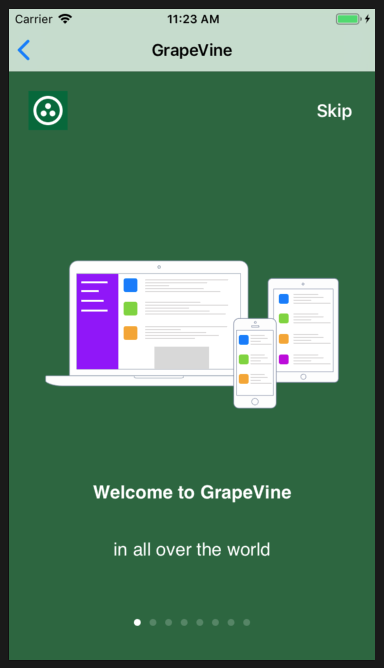 Carrier 11:23 AM
GrapeVine
Skip
Welcome to GrapeVine
in all over the world